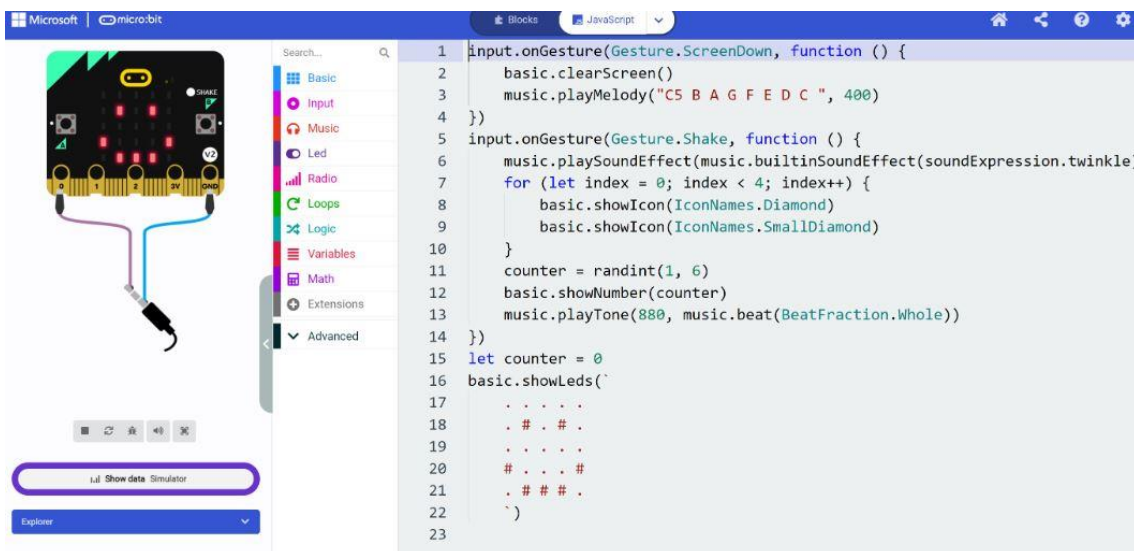 Microsoft micro:bit Blocks JavaScript
SHAKE
B
A
v2
0 1 2 3V GND
Show data Simulator
Explorer
Search...
Basic
Input
Music
Led
Radio
Loops
Logic
Variables
Math
Extensions
Advanced
1 input.onGesture(Gesture.ScreenDown, function () {
2 basic.clearScreen()
3 music.playMelody("C5 B A G F E D C ", 400)
4 })
5 input.onGesture(Gesture.Shake, function () {
6 music.playSoundEffect(music.builtinSoundEffect(soundExpression.twinkle)
7 for (let index = 0; index < 4; index++) {
8 basic.showIcon(IconNames.Diamond)
9 basic.showIcon(IconNames.SmallDiamond)
10 }
11 counter = randint(1, 6)
12 basic.showNumber(counter)
13 music.playTone(880, music.beat(BeatFraction.Whole))
14 })
15 let counter = 0
16 basic.showLeds(`
17 . . . . .
18 . # . # .
19 . . . . .
20 # . . . #
21 . # # # .
22 `)
23